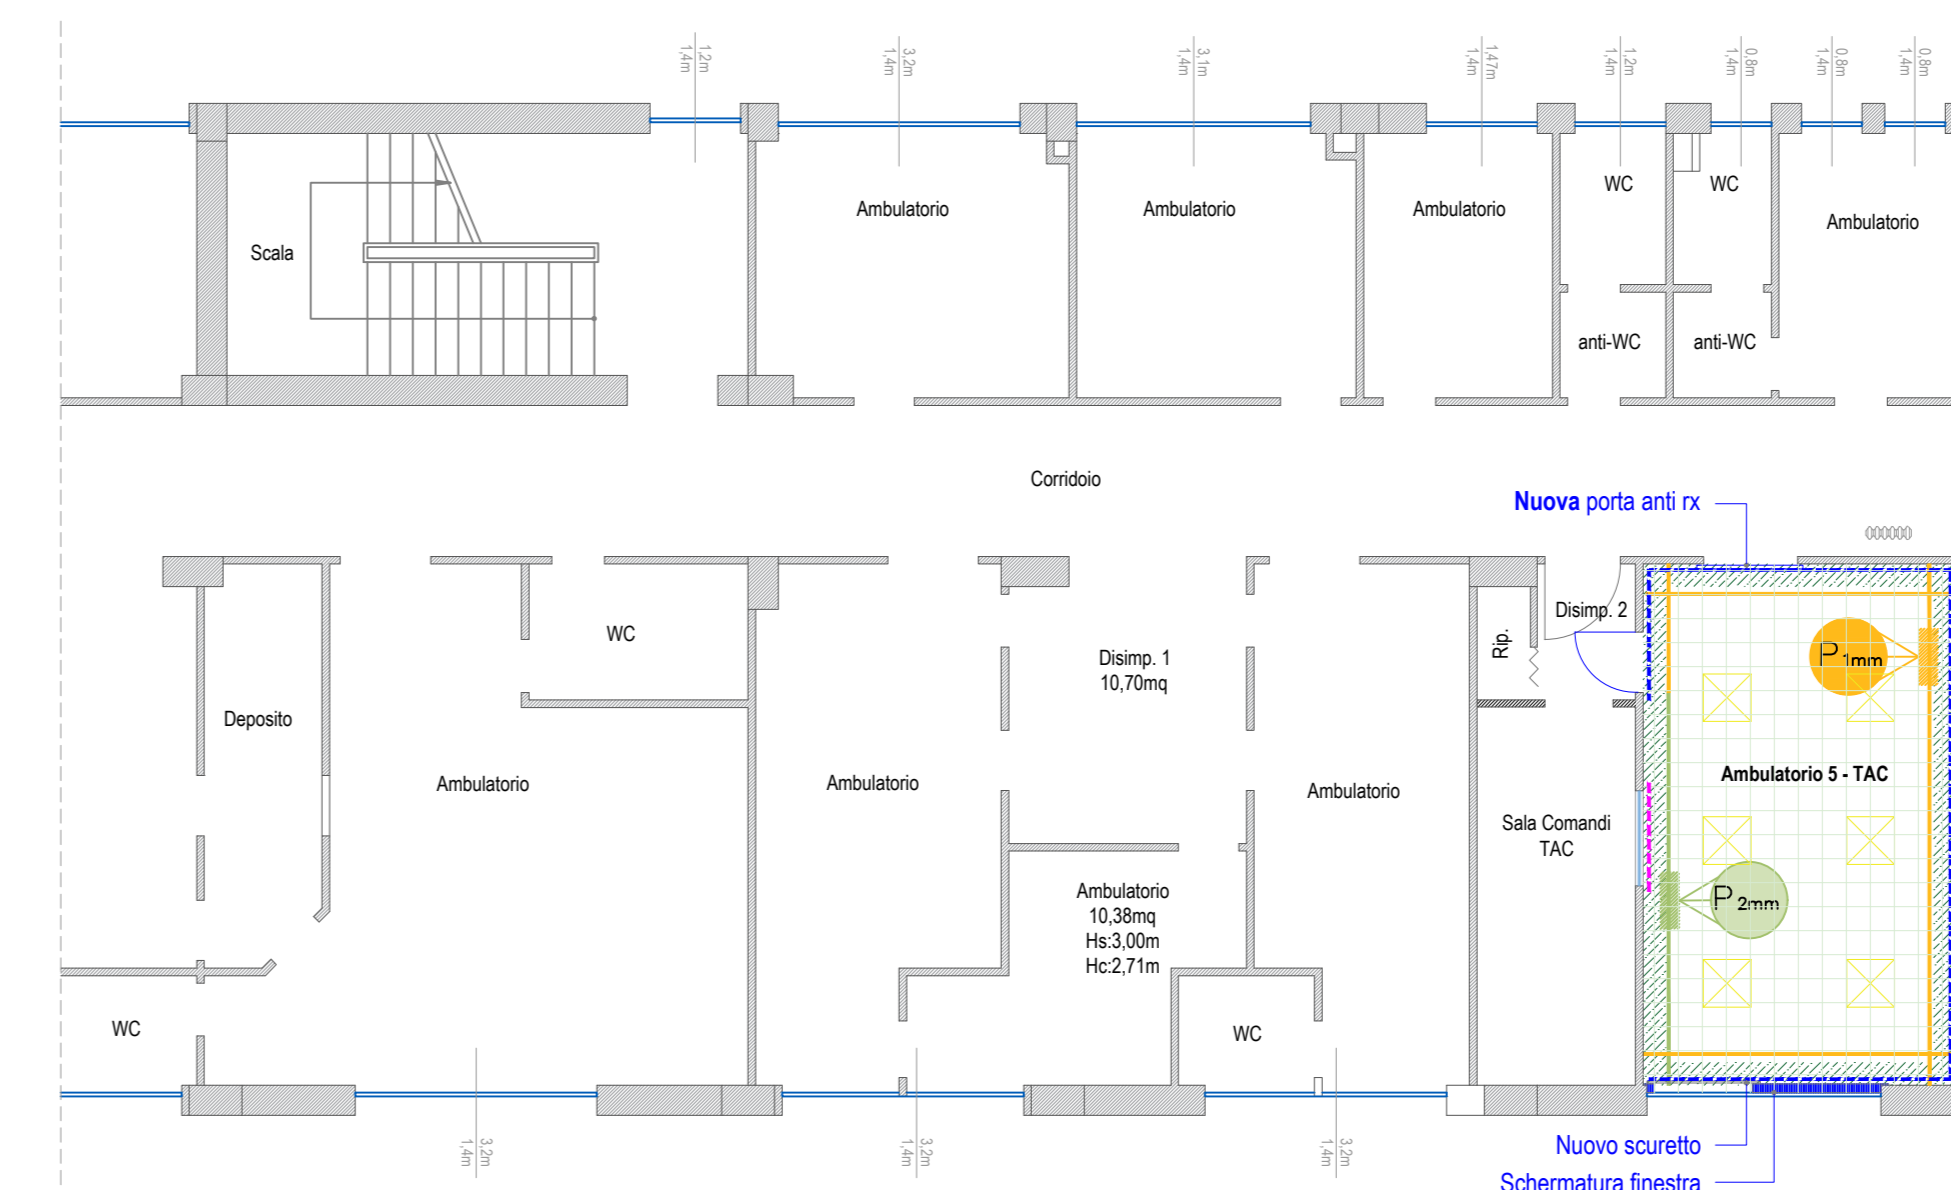 1,2m
1,4m
3,2m
1,4m
3,1m
1,4m
1,47m
1,4m
1,2m
1,4m
0,8m
1,4m
0,8m
1,4m
0,8m
1,4m
Scala
Ambulatorio
Ambulatorio
Ambulatorio
WC
WC
Ambulatorio
anti-WC
anti-WC
Corridoio
Nuova porta anti rx
Deposito
WC
Ambulatorio
Ambulatorio
Disimp. 1
10,70mq
Ambulatorio
Rip.
Disimp. 2
P 1mm
Ambulatorio 5 - TAC
Sala Comandi
TAC
P 2mm
Ambulatorio
10,38mq
Hs:3,00m
Hc:2,71m
WC
WC
3,2m
1,4m
3,2m
1,4m
3,2m
1,4m
Nuovo scuretto
Schermatura finestra